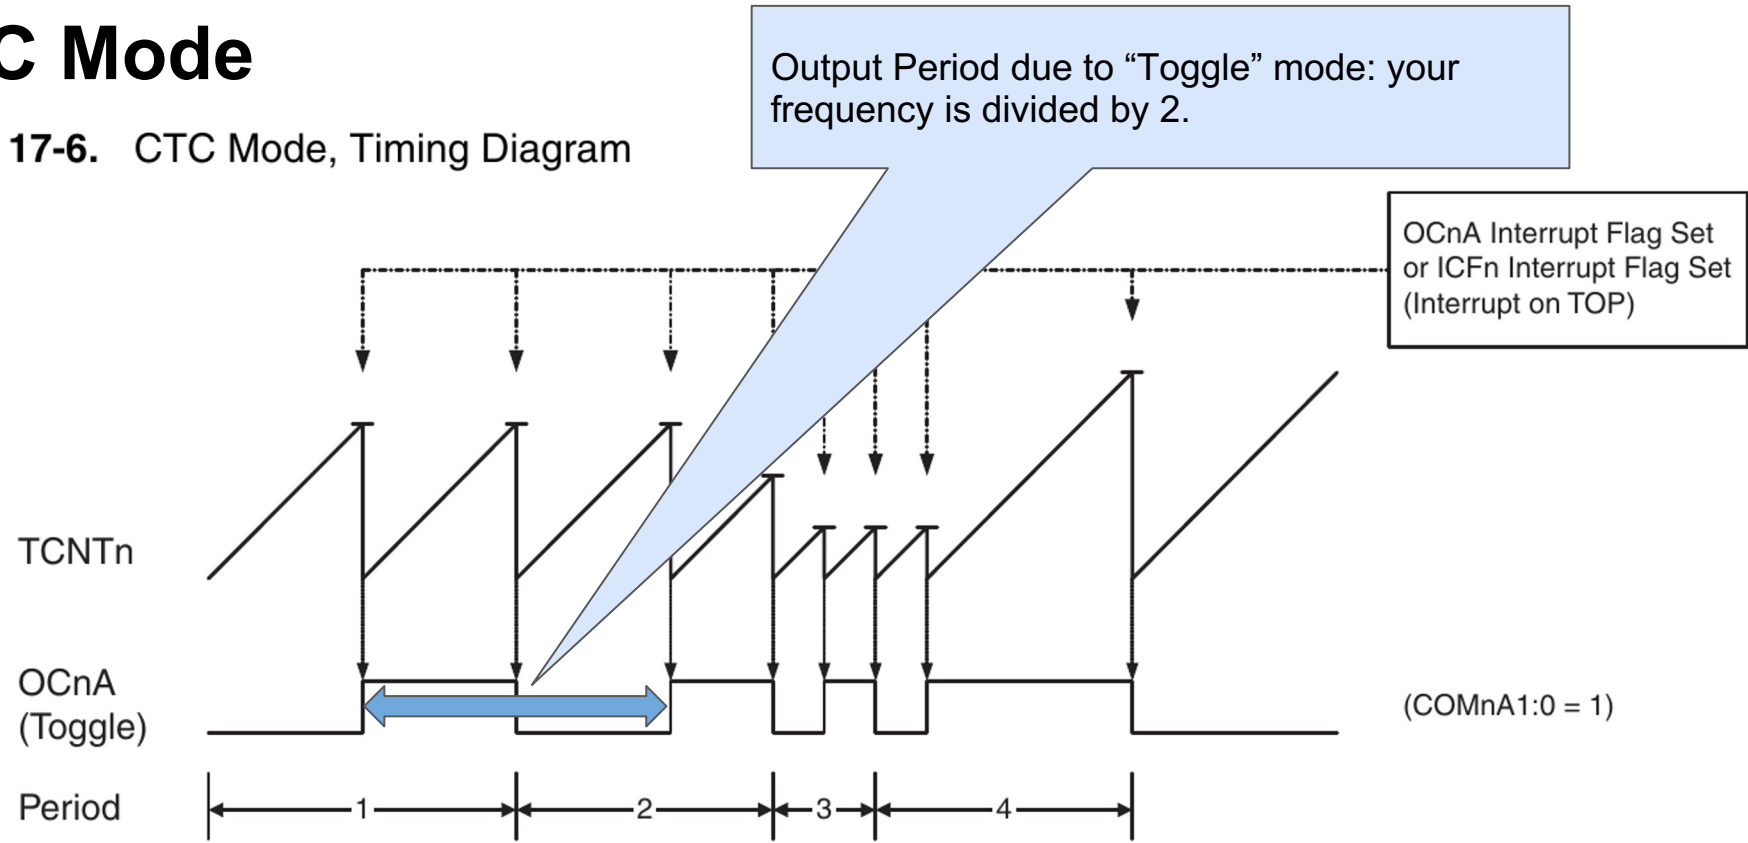 C Mode
Output Period due to “Toggle” mode: your
frequency is divided by 2.
17-6. CTC Mode, Timing Diagram
OCnA Interrupt Flag Set
or ICFn Interrupt Flag Set
(Interrupt on TOP)
TCNTn
OCnA
(Toggle)
(COMnA1:0 = 1)
Period
1
2
3
4